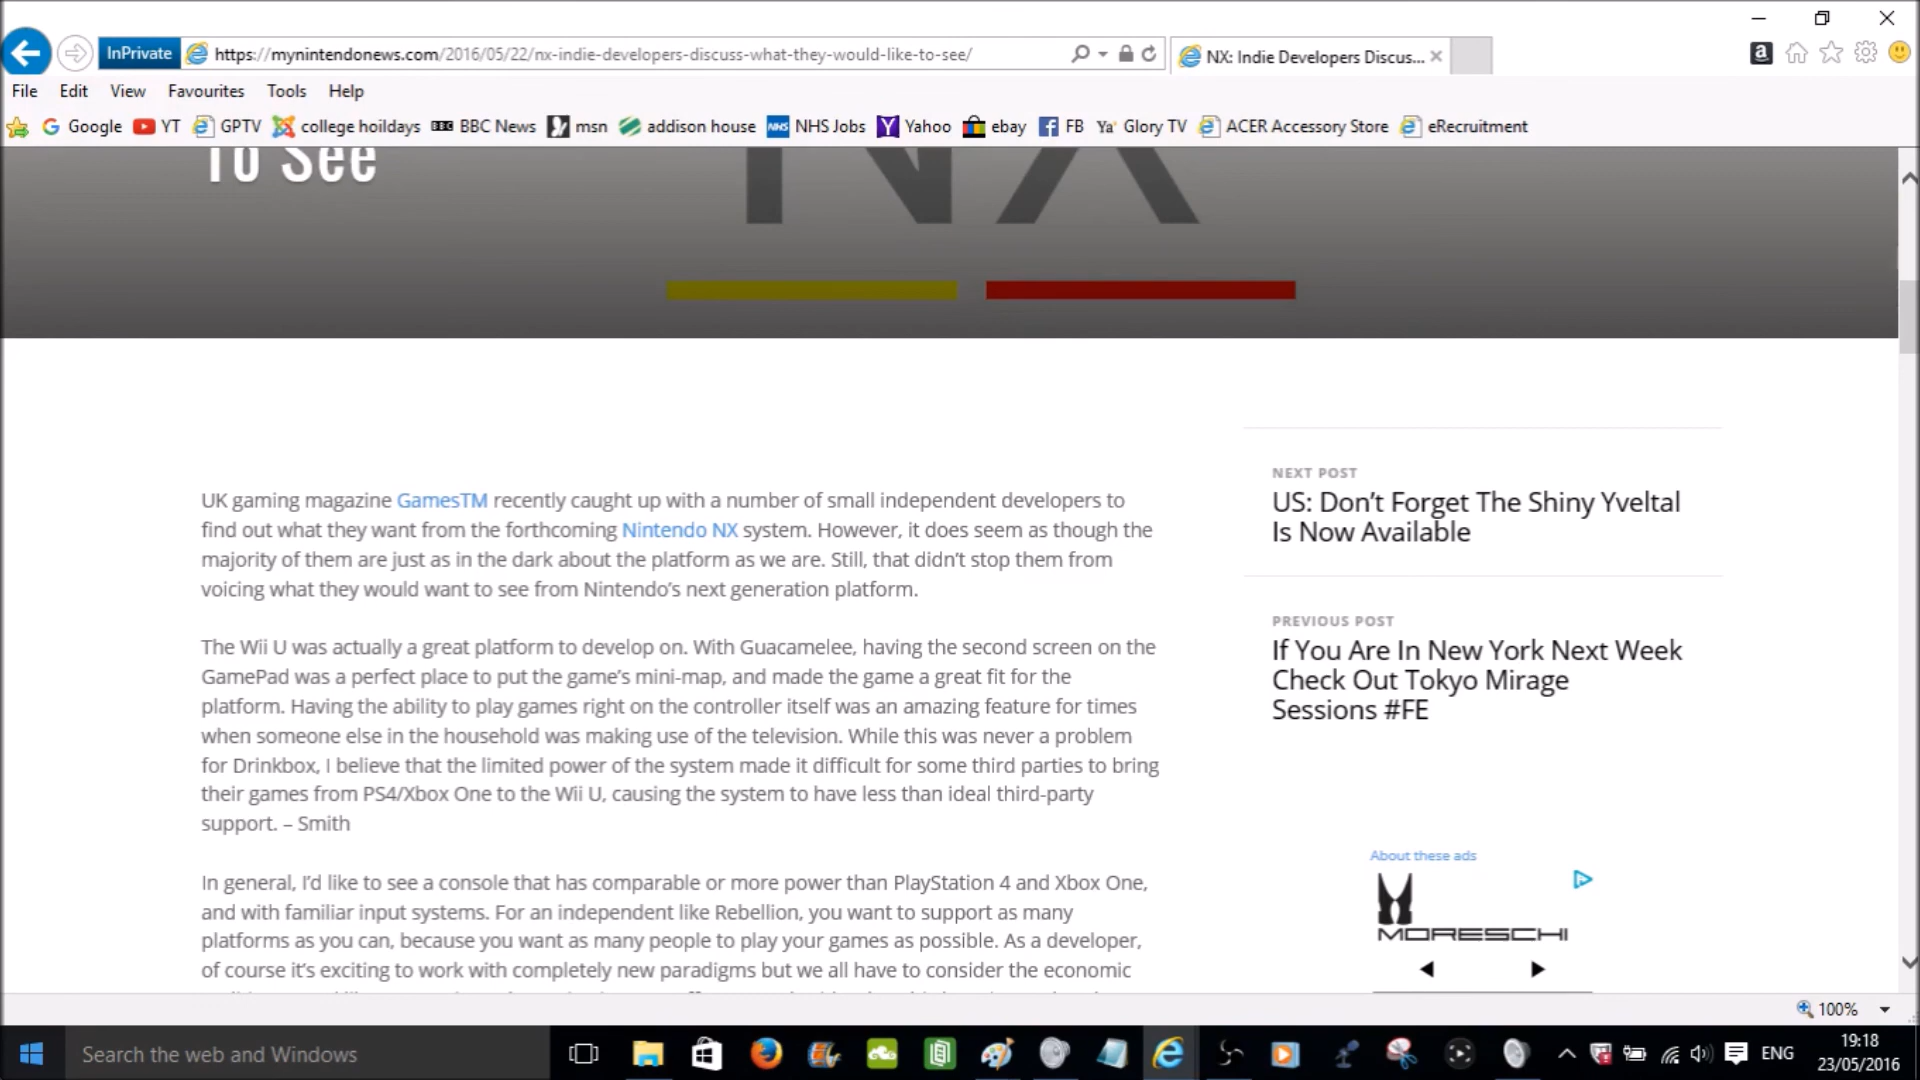 InPrivate
https://mynintendonews.com/2016/05/22/nx-indie-developers-discuss-what-they-would-like-to-see/
NX: Indie Developers Discus...
File Edit View Favourites Tools Help
Google YT GPTV college hoildays BBC News msn addison house NHS Jobs Yahoo ebay FB Glory TV ACER Accessory Store eRecruitment
To See
NX
UK gaming magazine GamesTM recently caught up with a number of small independent developers to
find out what they want from the forthcoming Nintendo NX system. However, it does seem as though the
majority of them are just as in the dark about the platform as we are. Still, that didn't stop them from
voicing what they would want to see from Nintendo's next generation platform.
The Wii U was actually a great platform to develop on. With Guacamelee, having the second screen on the
GamePad was a perfect place to put the game's mini-map, and made the game a great fit for the
platform. Having the ability to play games right on the controller itself was an amazing feature for times
when someone else in the household was making use of the television. While this was never a problem
for Drinkbox, I believe that the limited power of the system made it difficult for some third parties to bring
their games from PS4/Xbox One to the Wii U, causing the system to have less than ideal third-party
support. – Smith
In general, I'd like to see a console that has comparable or more power than PlayStation 4 and Xbox One,
and with familiar input systems. For an independent like Rebellion, you want to support as many
platforms as you can, because you want as many people to play your games as possible. As a developer,
of course it's exciting to work with completely new paradigms but we all have to consider the economic
NEXT POST
US: Don't Forget The Shiny Yveltal
Is Now Available
PREVIOUS POST
If You Are In New York Next Week
Check Out Tokyo Mirage
Sessions #FE
About these ads
MORESCHI
100%
Search the web and Windows
ENG
19:18
23/05/2016